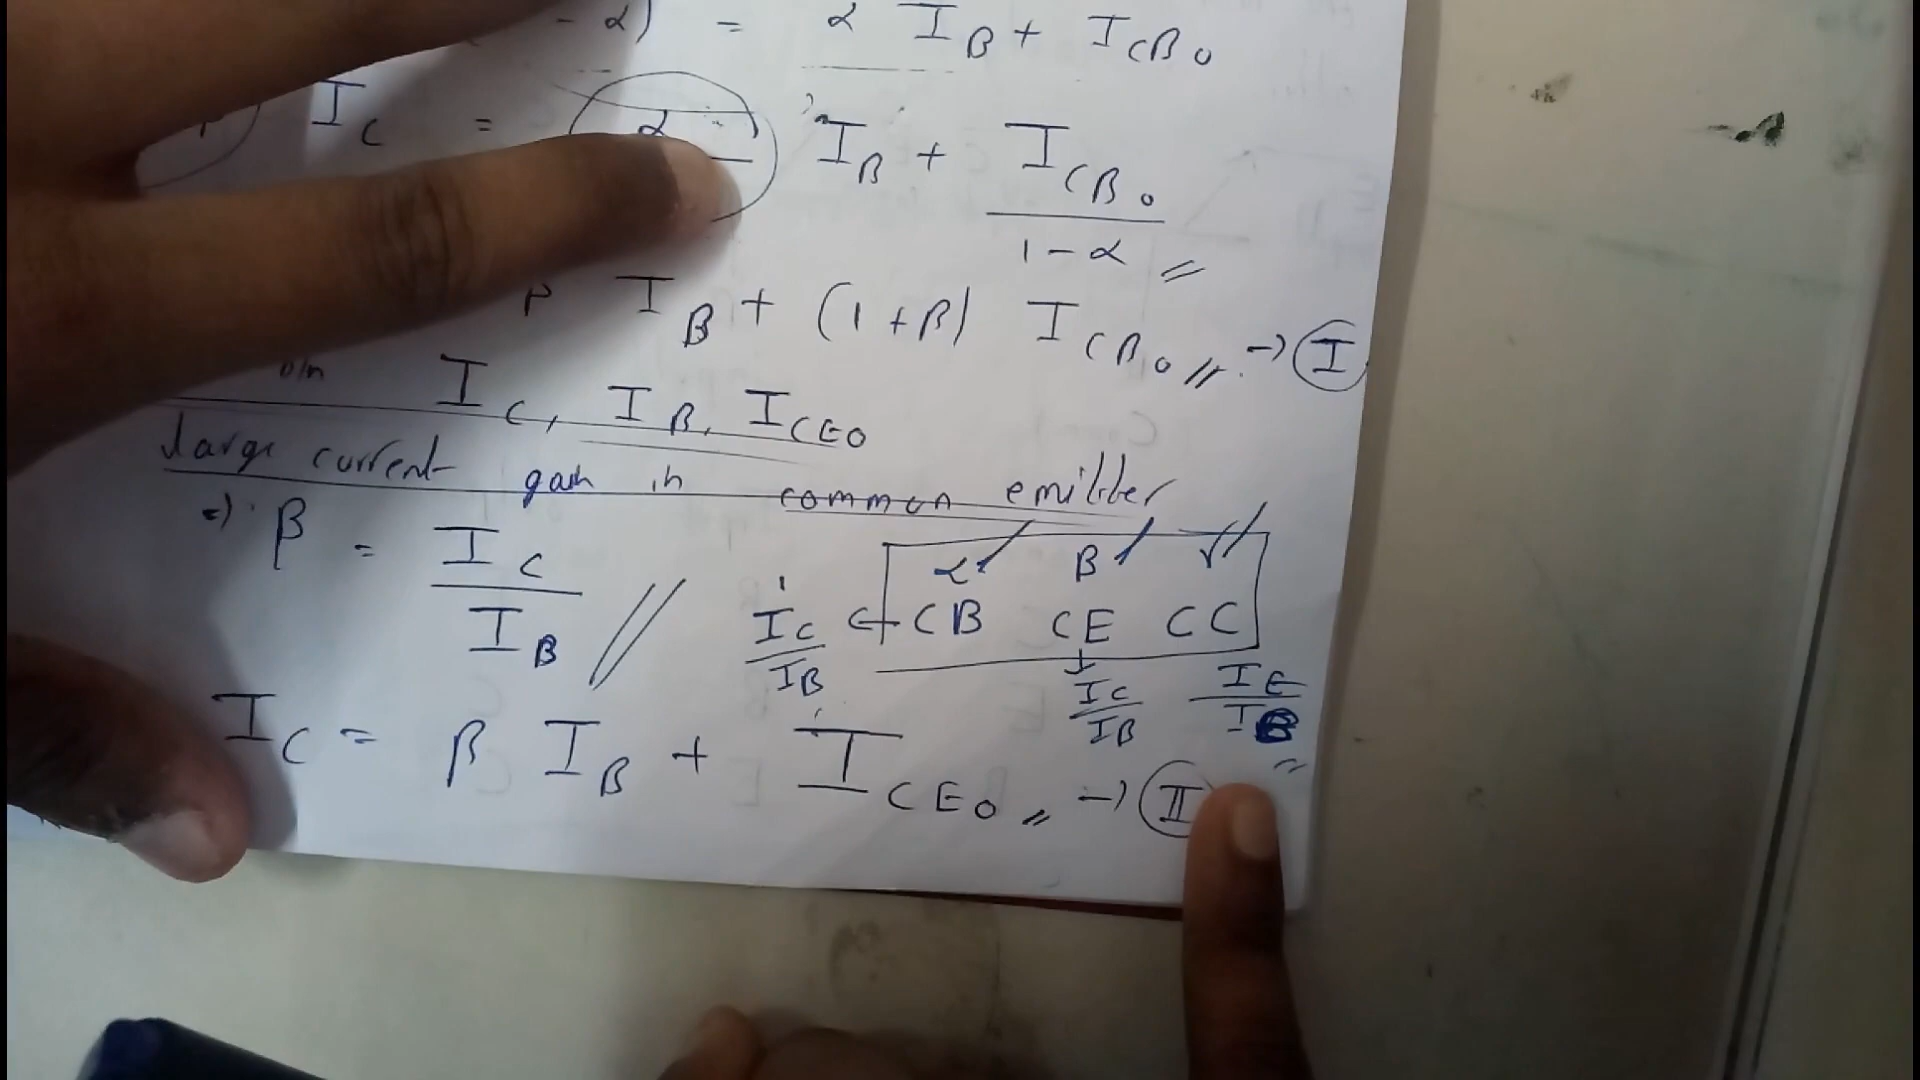 - α) = α I_B + I_CBO
I_C = α I_B + I_CBO / 1 - α
I_B + (1 + β) I_CBO // → (I)
I_C, I_B, I_CEO
large current gain in common emitter
⇒ β = I_C / I_B //
α β γ
I_C / I_B ← CB CE CC
I_C / I_B I_E / I_B
I_C = β I_B + I_CEO // → (II)